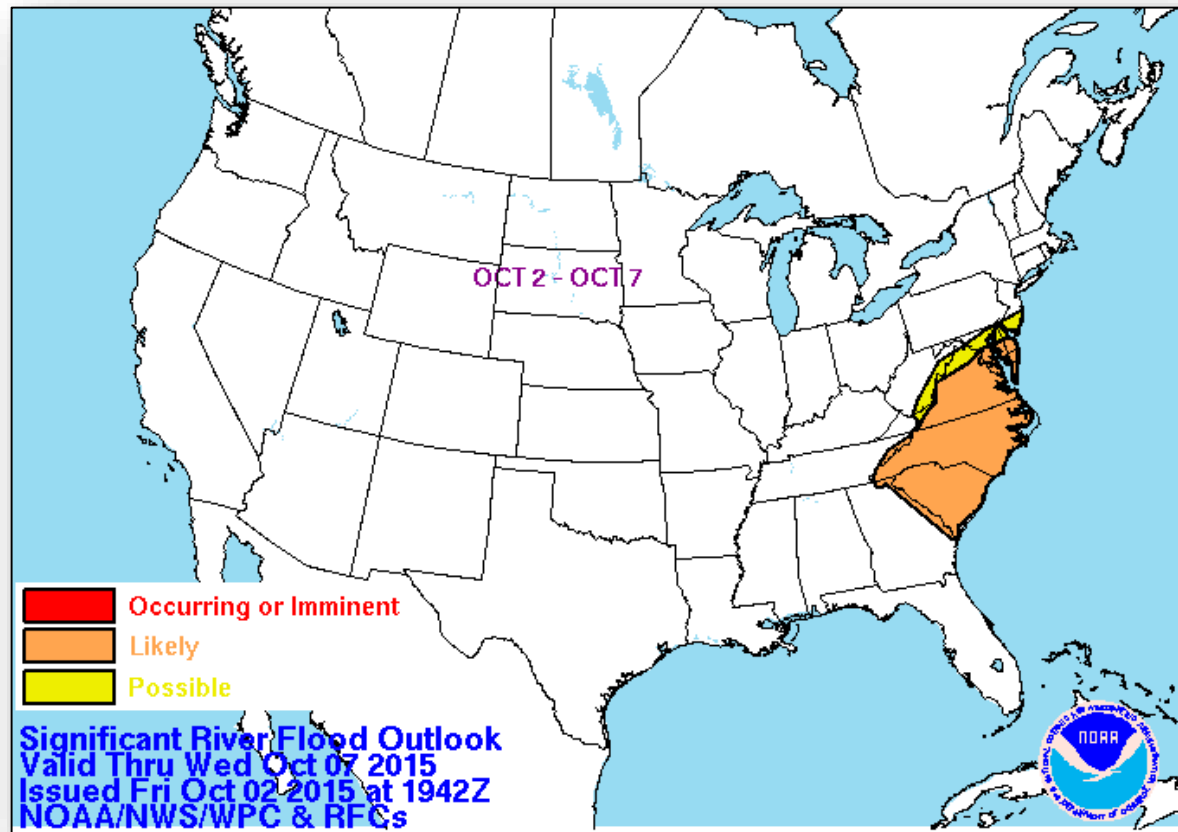 OCT 2 - OCT 7
Occurring or Imminent
Likely
Possible
Significant River Flood Outlook
Valid Thru Wed Oct 07 2015
Issued Fri Oct 02 2015 at 1942Z
NOAA/NWS/WPC & RFCs
NOAA